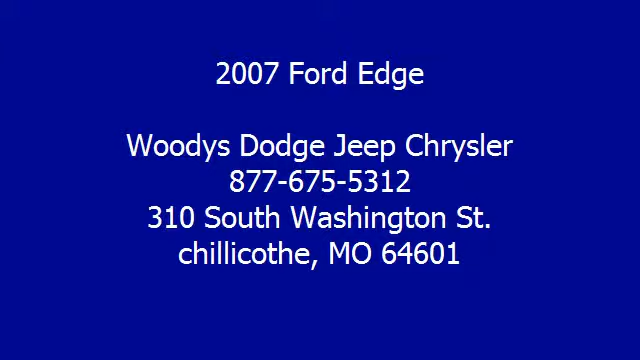 2007 Ford Edge
Woodys Dodge Jeep Chrysler
877-675-5312
310 South Washington St.
chillicothe, MO 64601